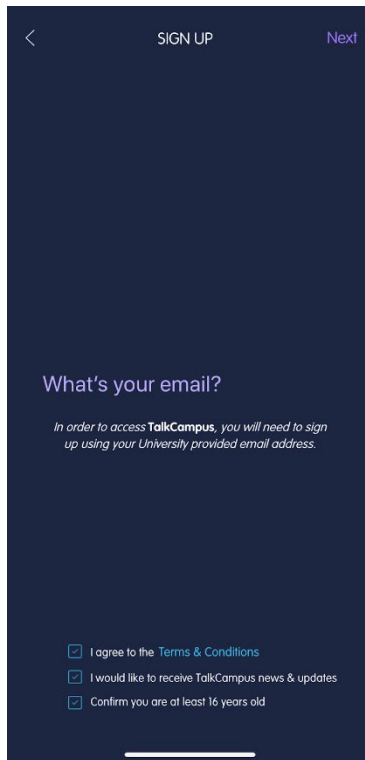 SIGN UP
Next
What's your email?
In order to access TalkCampus, you will need to sign
up using your University provided email address.
I agree to the Terms & Conditions
I would like to receive TalkCampus news & updates
Confirm you are at least 16 years old